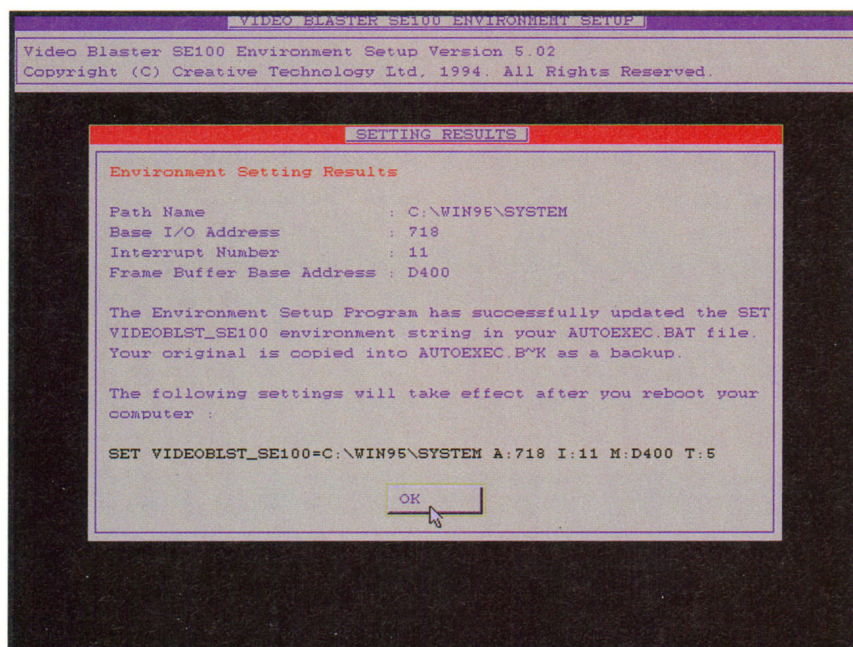 VIDEO BLASTER SE100 ENVIRONMENT SETUP
Video Blaster SE100 Environment Setup Version 5.02
Copyright (C) Creative Technology Ltd, 1994. All Rights Reserved.
SETTING RESULTS
Environment Setting Results
Path Name : C:\WIN95\SYSTEM
Base I/O Address : 718
Interrupt Number : 11
Frame Buffer Base Address : D400
The Environment Setup Program has successfully updated the SET
VIDEOBLST_SE100 environment string in your AUTOEXEC.BAT file.
Your original is copied into AUTOEXEC.B~K as a backup.
The following settings will take effect after you reboot your
computer :
SET VIDEOBLST_SE100=C:\WIN95\SYSTEM A:718 I:11 M:D400 T:5
OK